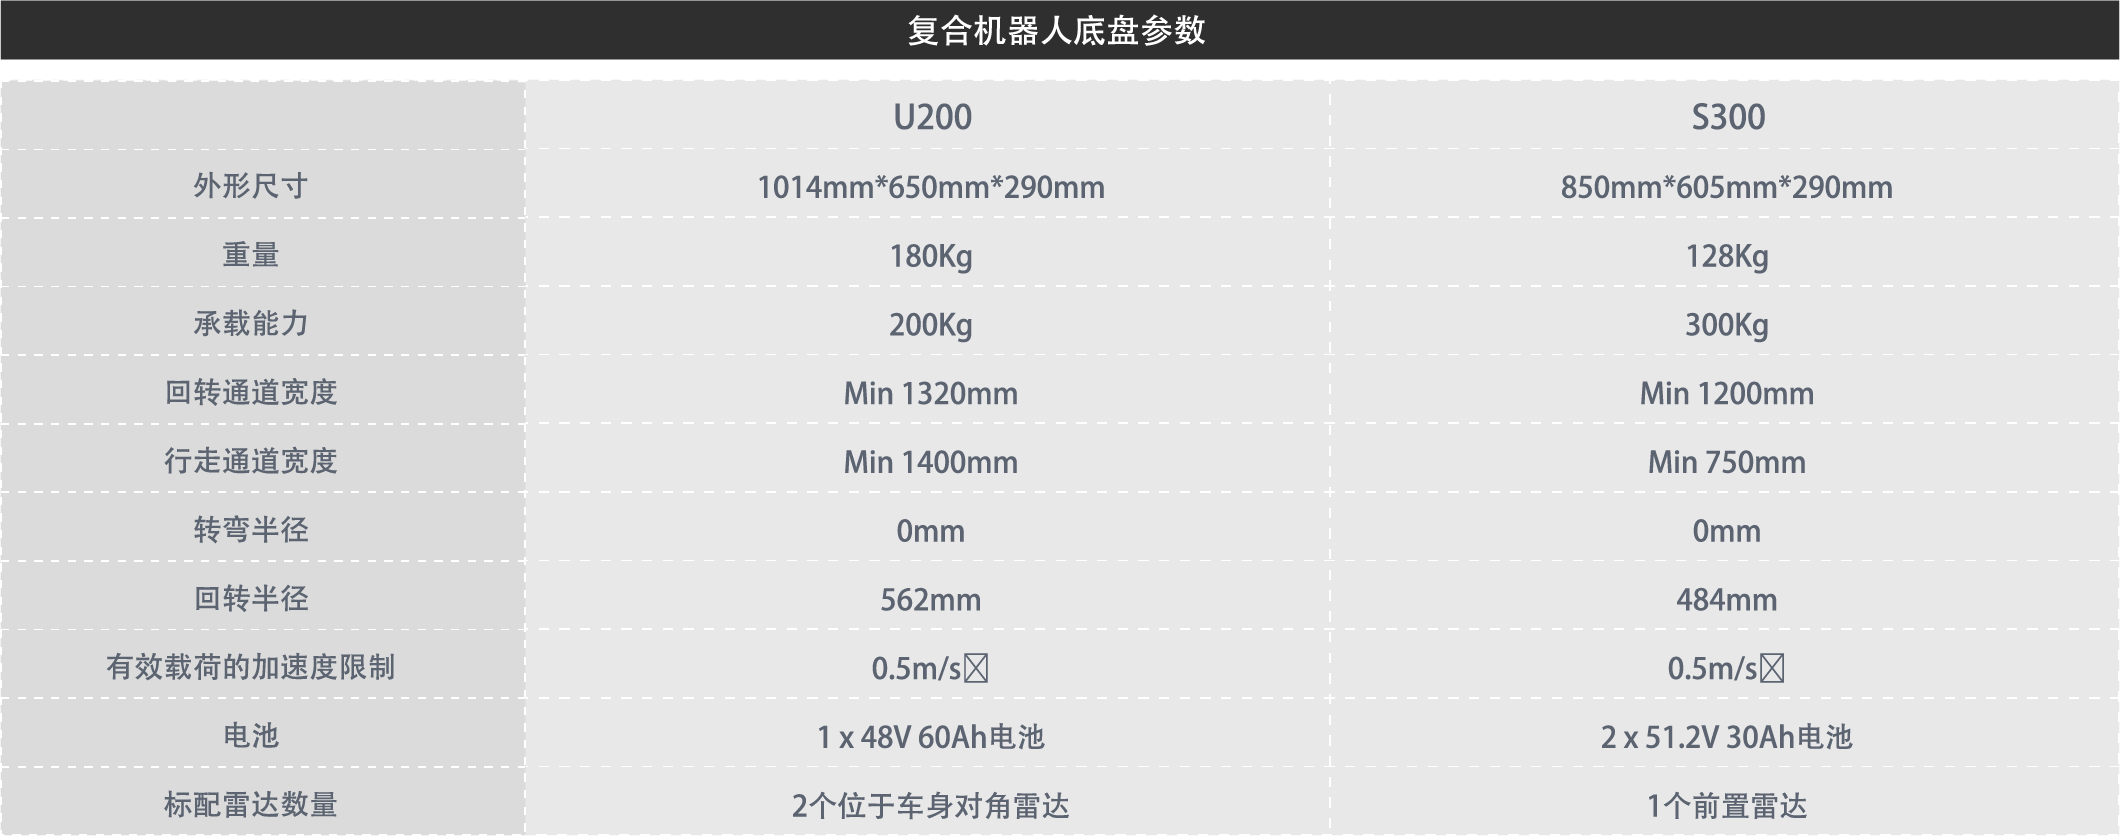 复合机器人底盘参数
U200 S300
外形尺寸 1014mm*650mm*290mm 850mm*605mm*290mm
重量 180Kg 128Kg
承载能力 200Kg 300Kg
回转通道宽度 Min 1320mm Min 1200mm
行走通道宽度 Min 1400mm Min 750mm
转弯半径 0mm 0mm
回转半径 562mm 484mm
有效载荷的加速度限制 0.5m/s 0.5m/s
电池 1 x 48V 60Ah电池 2 x 51.2V 30Ah电池
标配雷达数量 2个位于车身对角雷达 1个前置雷达